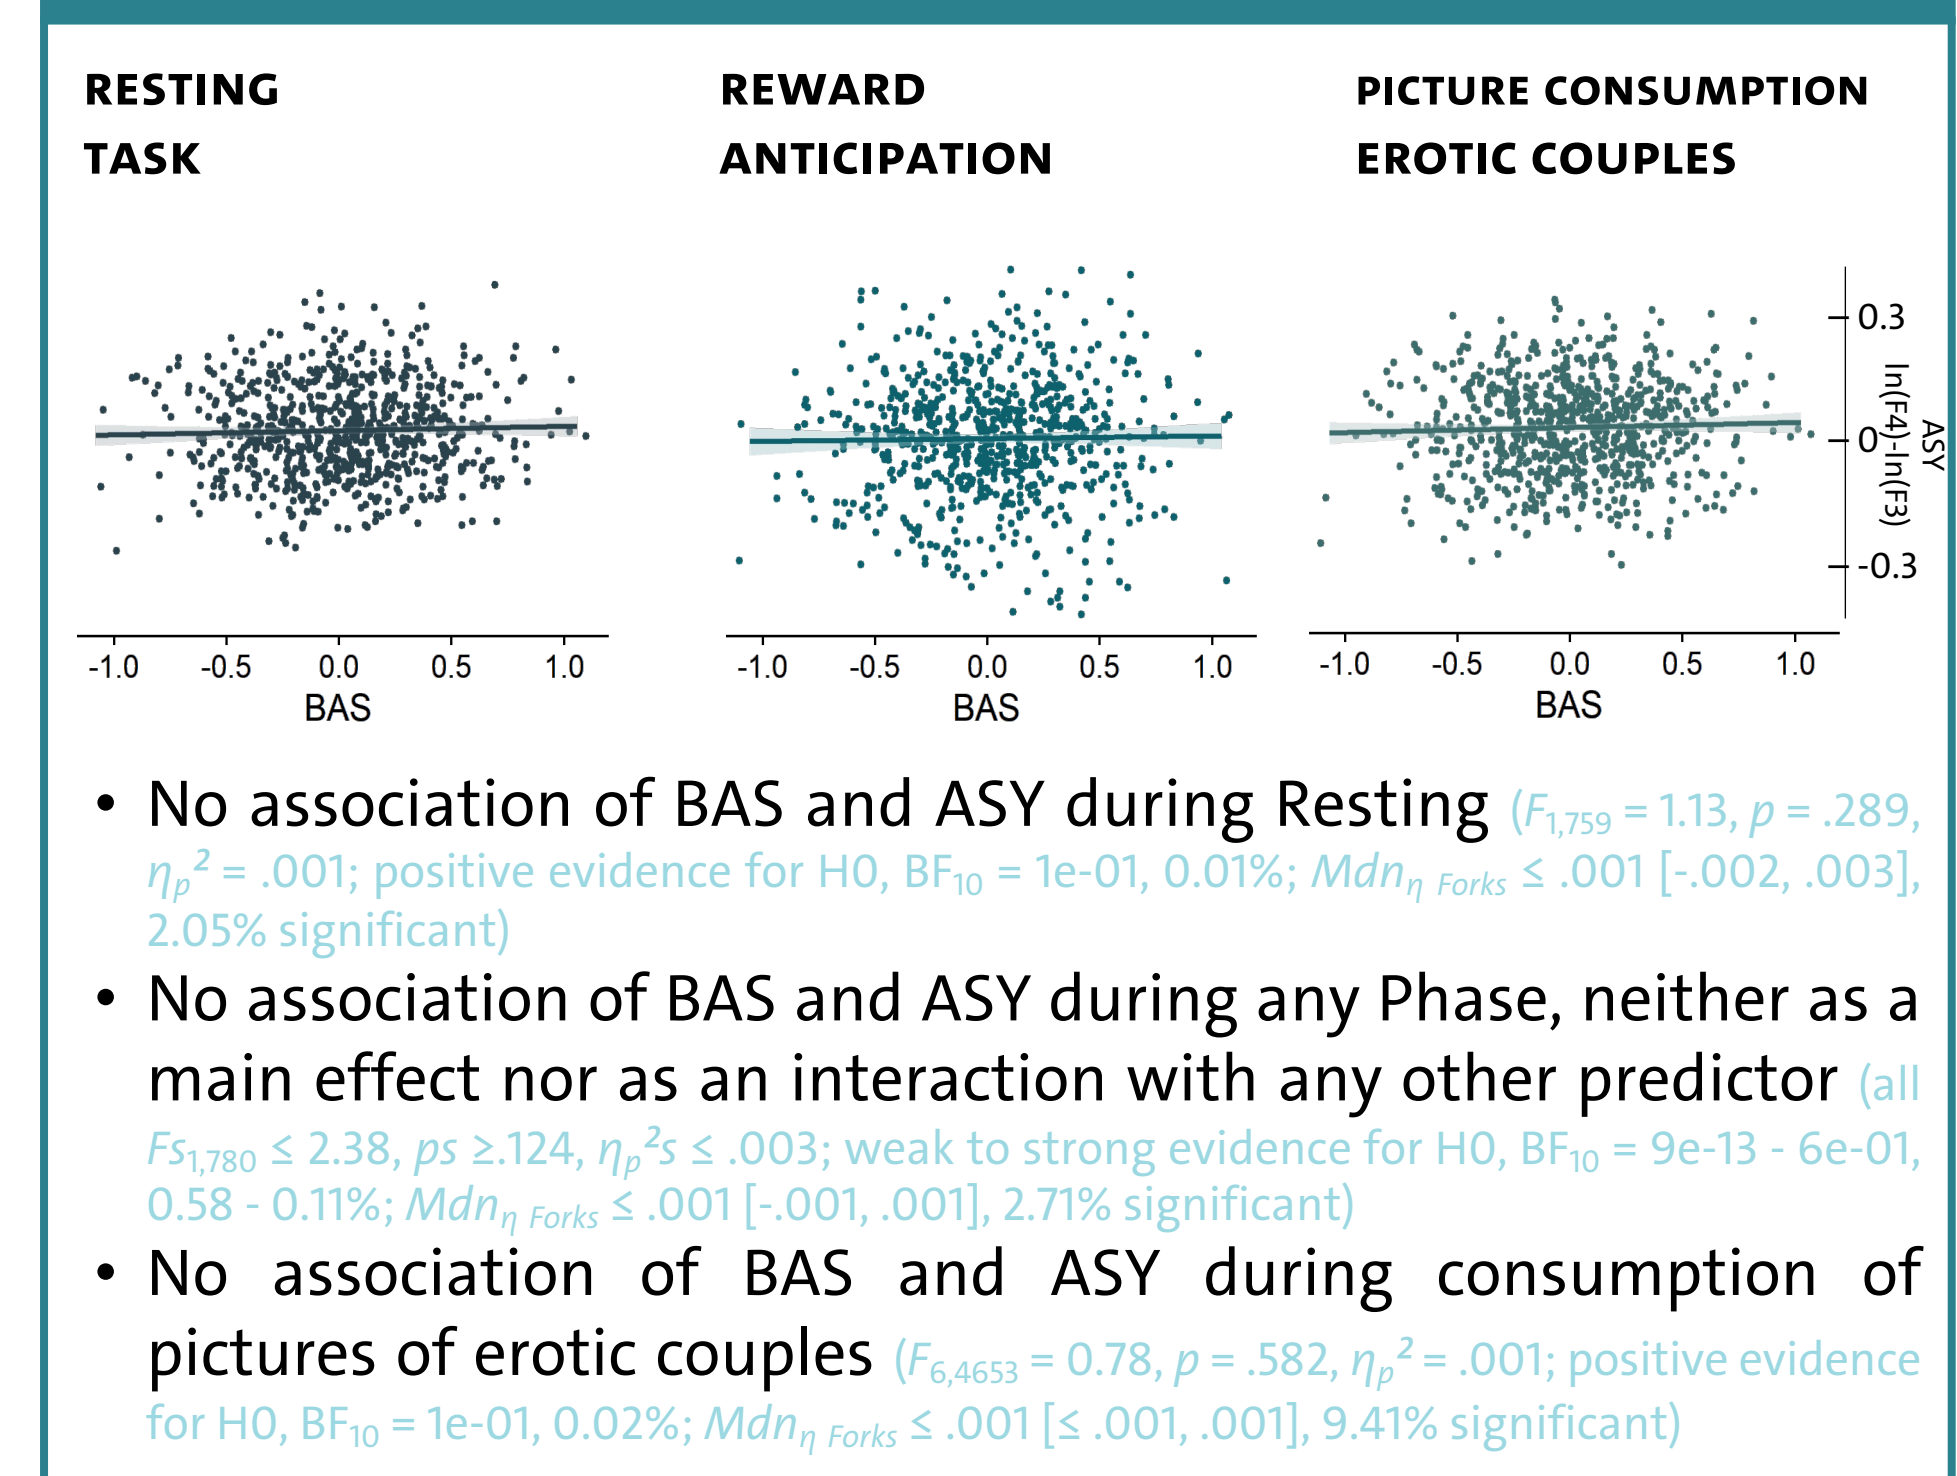 RESTING
TASK
REWARD
ANTICIPATION
PICTURE CONSUMPTION
EROTIC COUPLES
-1.0 -0.5 0.0 0.5 1.0
BAS
-1.0 -0.5 0.0 0.5 1.0
BAS
-1.0 -0.5 0.0 0.5 1.0
BAS
0.3
0
-0.3
ASY
ln(F4)-ln(F3)
• No association of BAS and ASY during Resting (F1,759 = 1.13, p = .289,
ηp² = .001; positive evidence for H0, BF10 = 1e-01, 0.01%; Mdnη Forks ≤ .001 [-.002, .003],
2.05% significant)
• No association of BAS and ASY during any Phase, neither as a
main effect nor as an interaction with any other predictor (all
Fs1,780 ≤ 2.38, ps ≥.124, ηp²s ≤ .003; weak to strong evidence for H0, BF10 = 9e-13 - 6e-01,
0.58 - 0.11%; Mdnη Forks ≤ .001 [-.001, .001], 2.71% significant)
• No association of BAS and ASY during consumption of
pictures of erotic couples (F6,4653 = 0.78, p = .582, ηp² = .001; positive evidence
for H0, BF10 = 1e-01, 0.02%; Mdnη Forks ≤ .001 [≤ .001, .001], 9.41% significant)